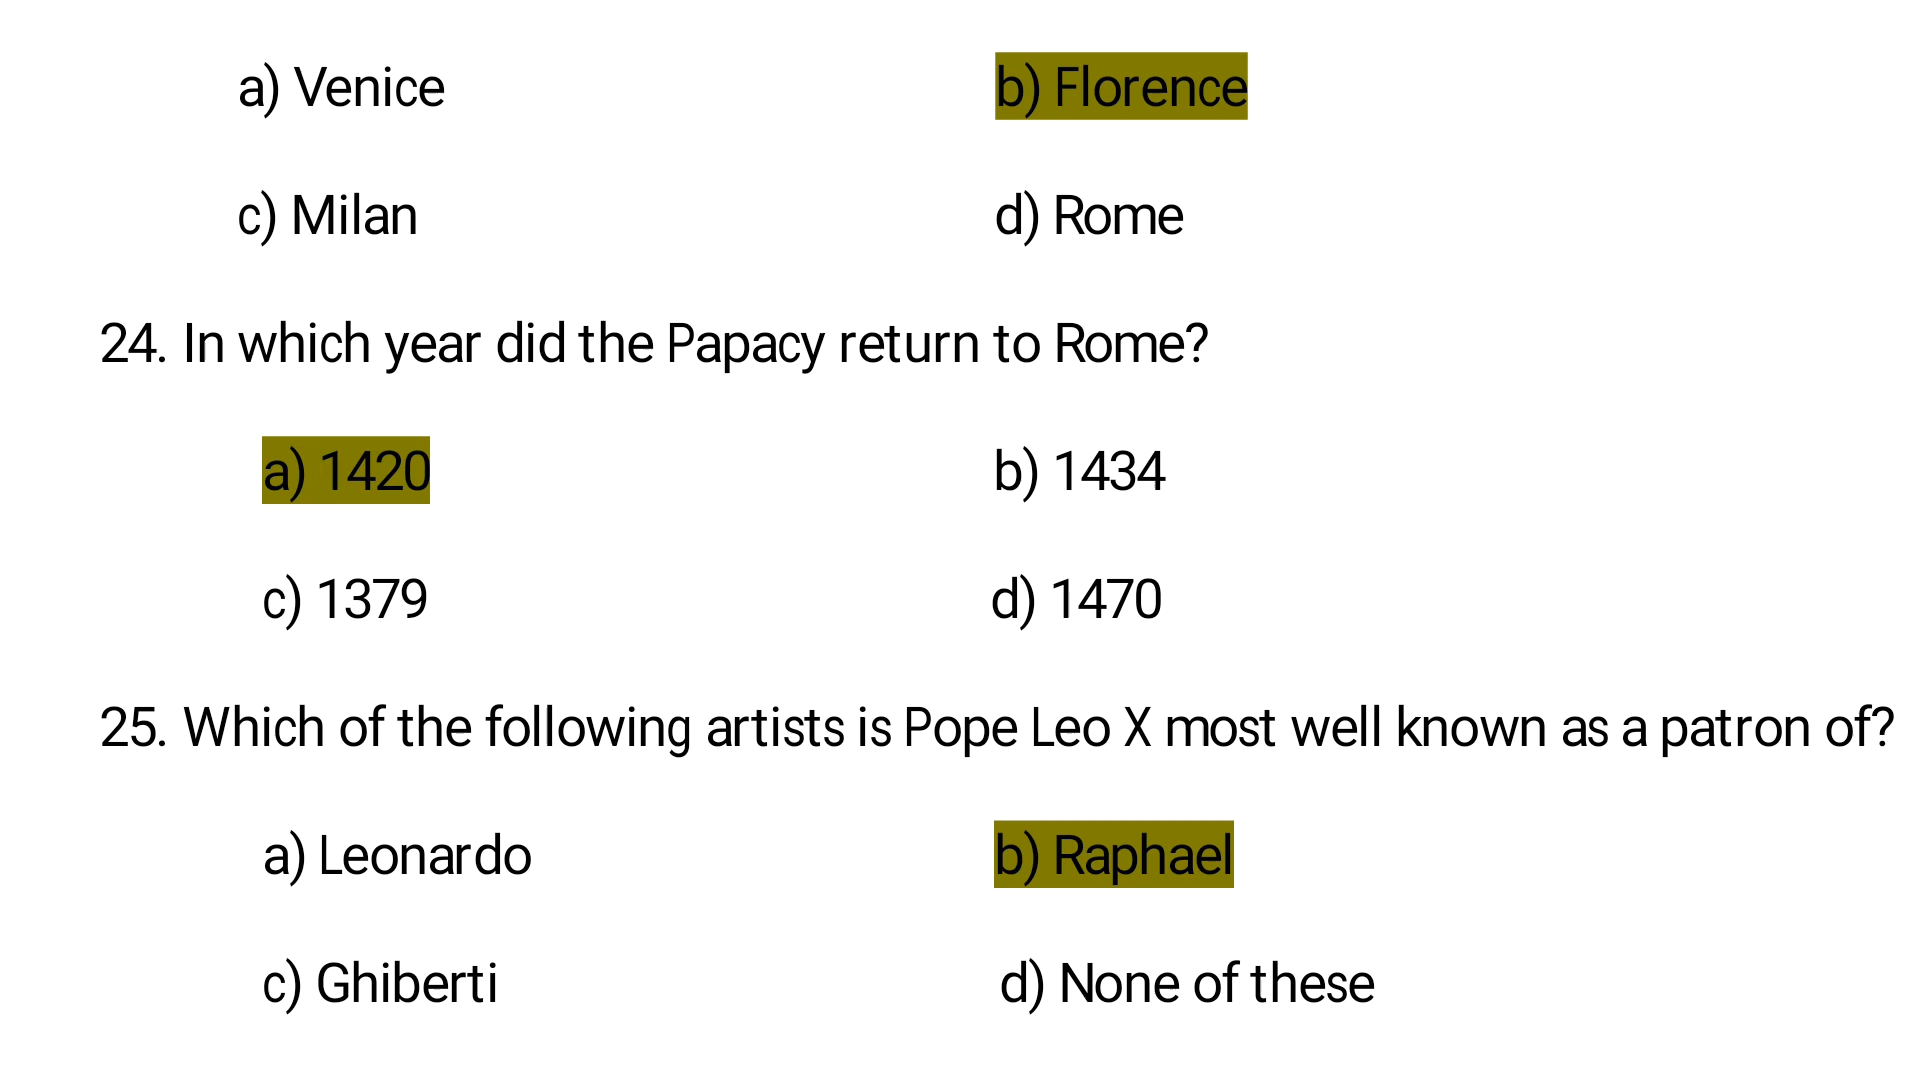 a) Venice b) Florence
c) Milan d) Rome
24. In which year did the Papacy return to Rome?
a) 1420 b) 1434
c) 1379 d) 1470
25. Which of the following artists is Pope Leo X most well known as a patron of?
a) Leonardo b) Raphael
c) Ghiberti d) None of these